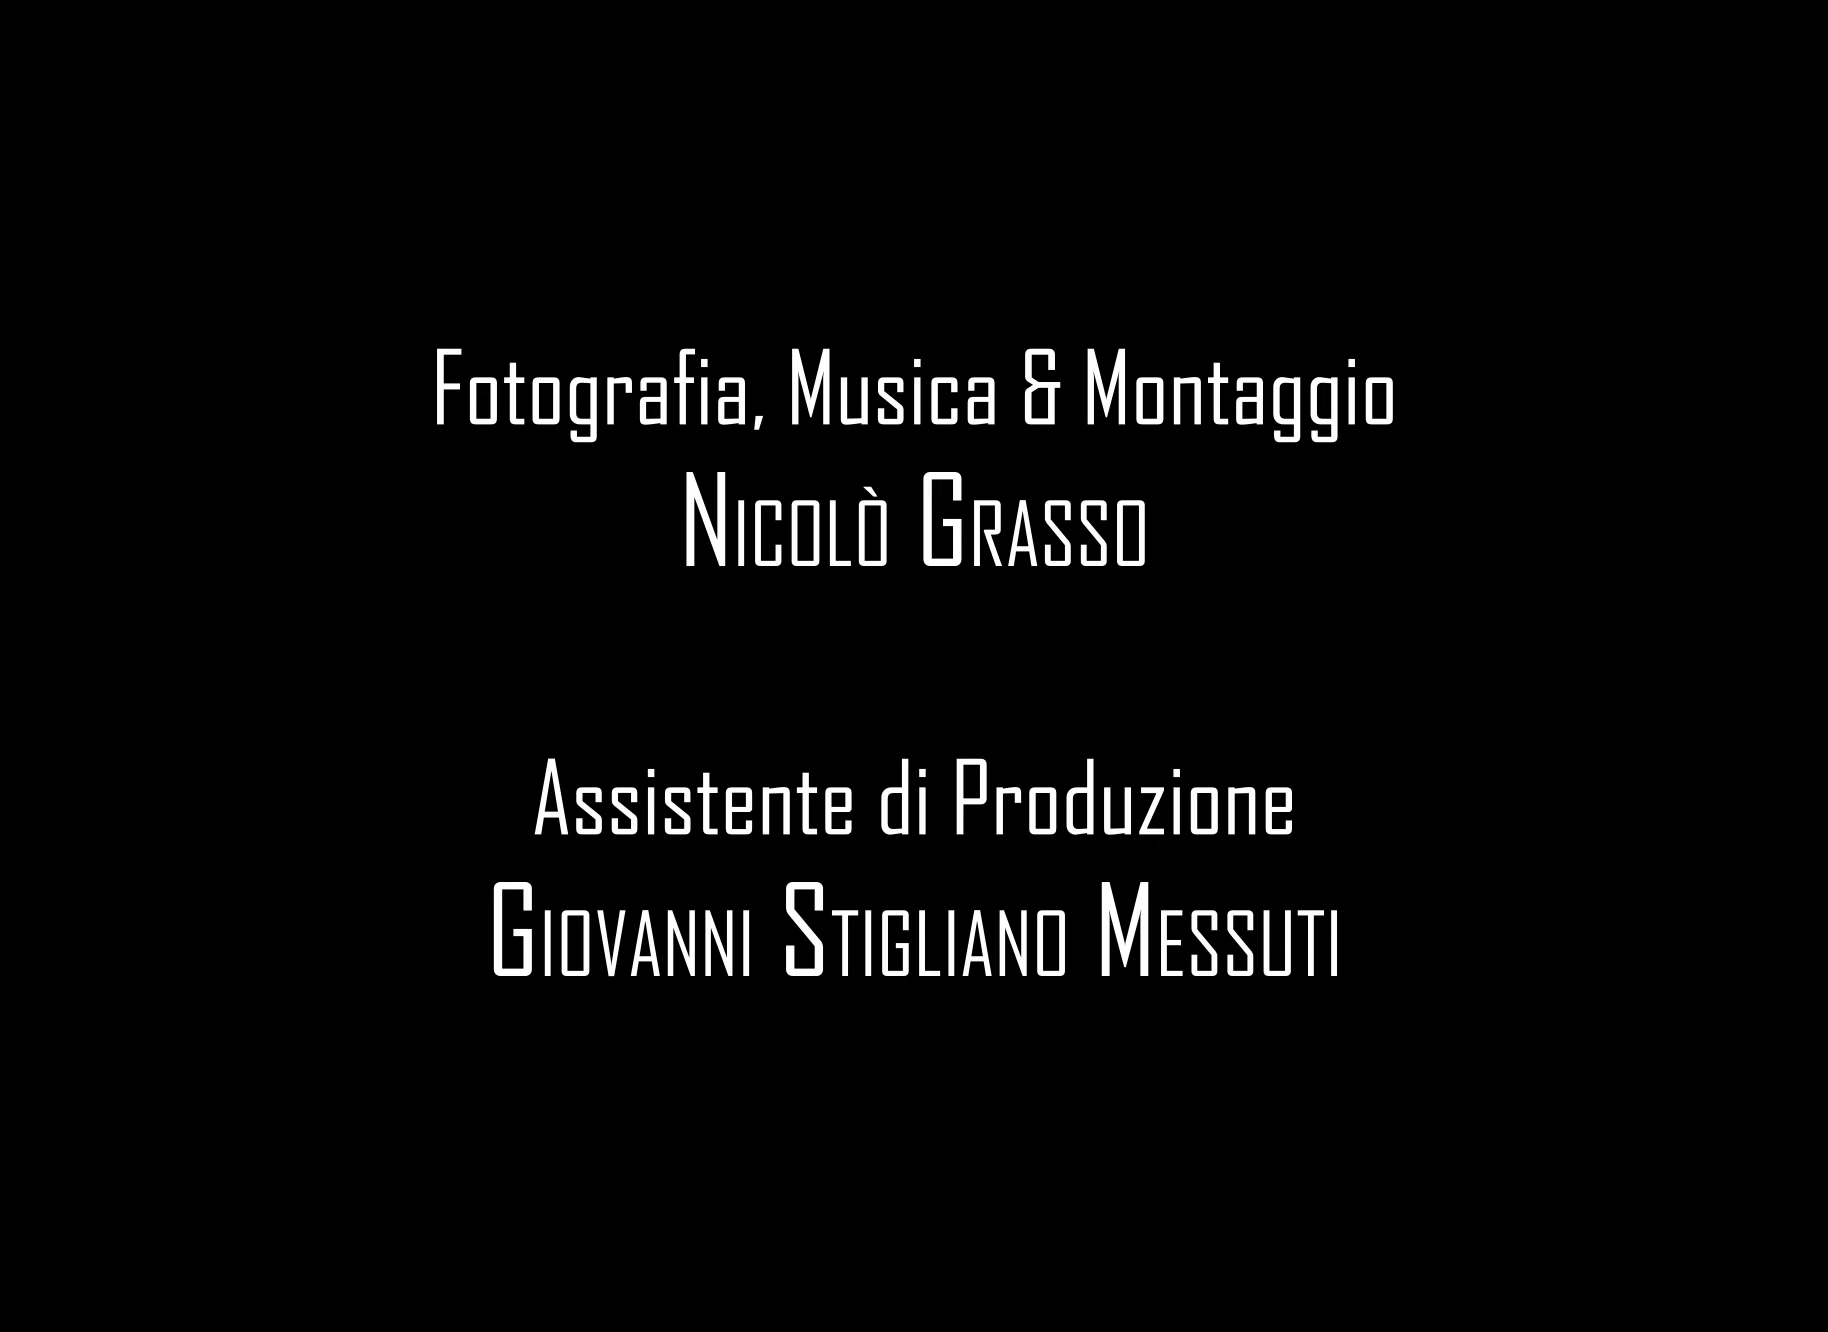 Fotografia, Musica & Montaggio
NICOLÒ GRASSO
Assistente di Produzione
GIOVANNI STIGLIANO MESSUTI